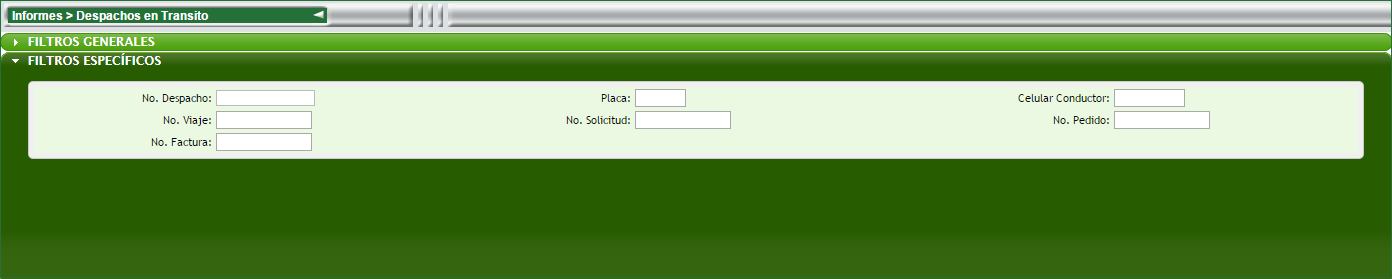 Informes > Despachos en Transito
FILTROS GENERALES
FILTROS ESPECÍFICOS
No. Despacho: Placa: Celular Conductor:
No. Viaje: No. Solicitud: No. Pedido:
No. Factura: